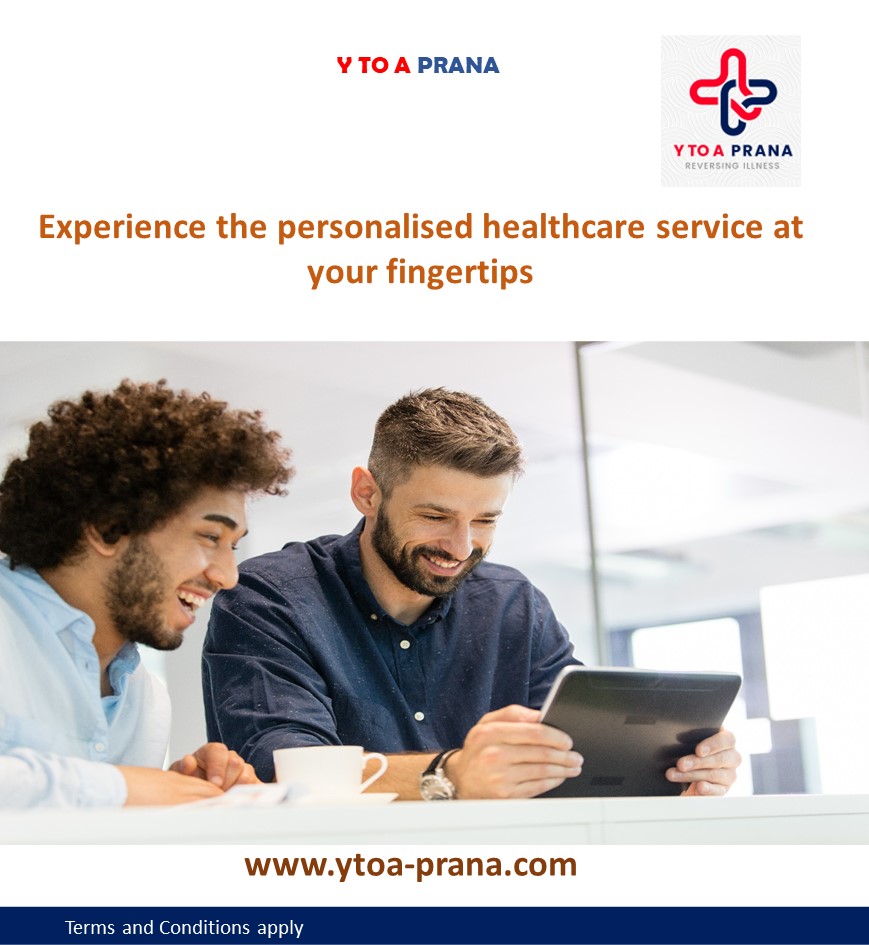 Y TO A PRANA
Y TO A PRANA
REVERSING ILLNESS
Experience the personalised healthcare service at
your fingertips
www.ytoa-prana.com
Terms and Conditions apply